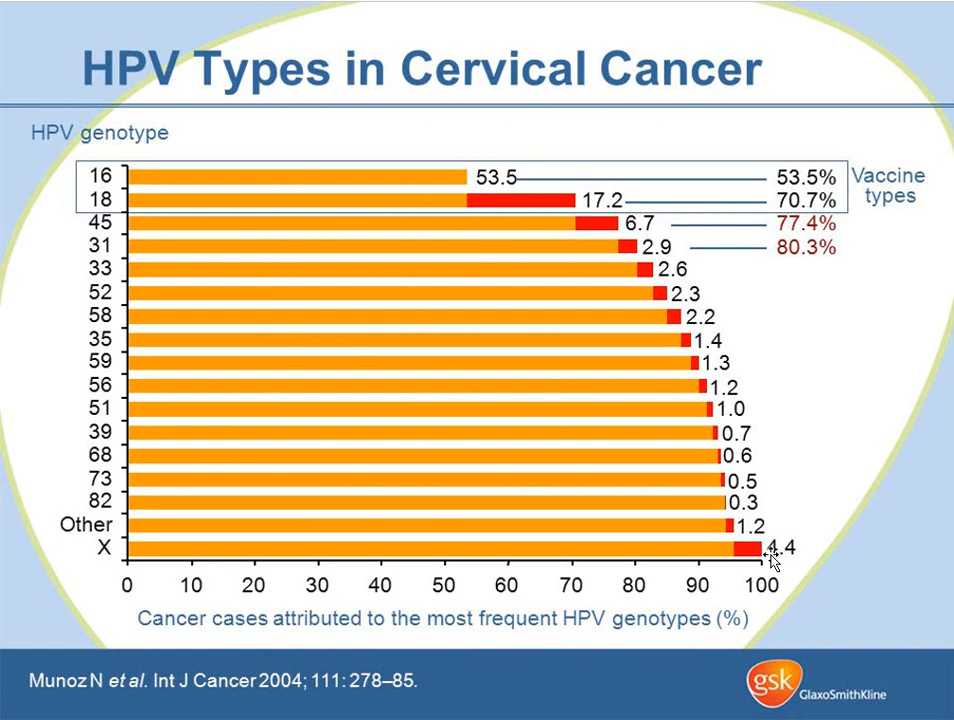 HPV Types in Cervical Cancer
HPV genotype
16 53.5 53.5% Vaccine
18 17.2 70.7% types
45 6.7 77.4%
31 2.9 80.3%
33 2.6
52 2.3
58 2.2
35 1.4
59 1.3
56 1.2
51 1.0
39 0.7
68 0.6
73 0.5
82 0.3
Other 1.2
X 4.4
0 10 20 30 40 50 60 70 80 90 100
Cancer cases attributed to the most frequent HPV genotypes (%)
Munoz N et al. Int J Cancer 2004; 111: 278–85.
gsk GlaxoSmithKline